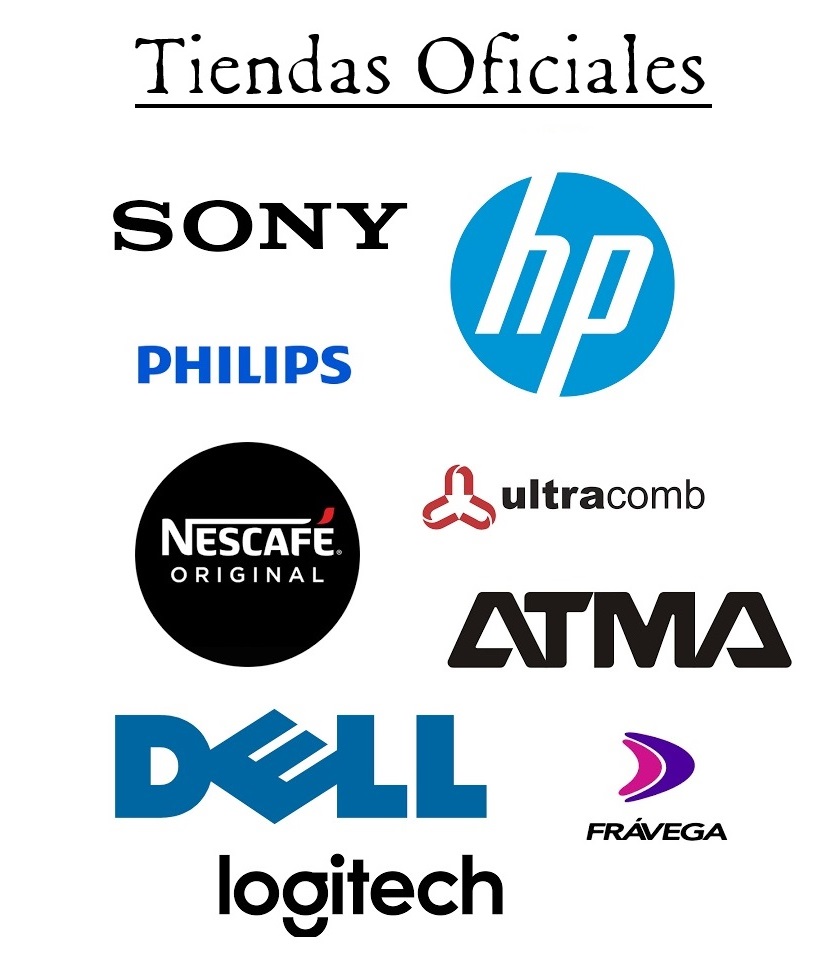 Tiendas Oficiales
SONY
hp
PHILIPS
ultracomb
NESCAFÉ®
ORIGINAL
ATMA
DELL
FRÁVEGA
logitech